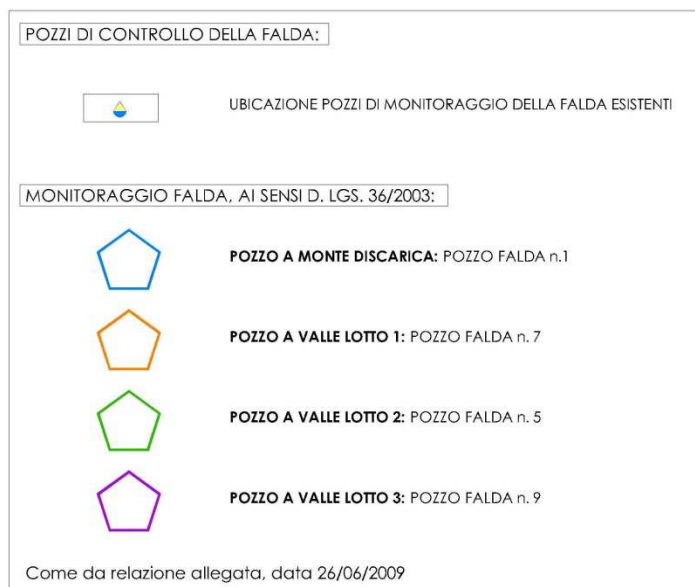 POZZI DI CONTROLLO DELLA FALDA:
UBICAZIONE POZZI DI MONITORAGGIO DELLA FALDA ESISTENTI
MONITORAGGIO FALDA, AI SENSI D. LGS. 36/2003:
POZZO A MONTE DISCARICA: POZZO FALDA n.1
POZZO A VALLE LOTTO 1: POZZO FALDA n. 7
POZZO A VALLE LOTTO 2: POZZO FALDA n. 5
POZZO A VALLE LOTTO 3: POZZO FALDA n. 9
Come da relazione allegata, data 26/06/2009